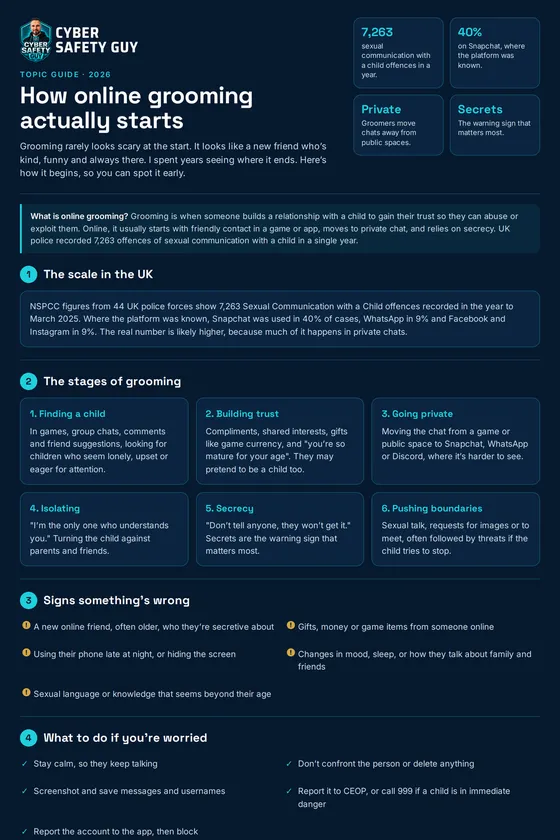 CYBER
SAFETY GUY
CYBER
SAFETY
GUY
TOPIC GUIDE · 2026
How online grooming
actually starts
Grooming rarely looks scary at the start. It looks like a new friend who's
kind, funny and always there. I spent years seeing where it ends. Here's
how it begins, so you can spot it early.
7,263
sexual
communication with
a child offences in a
year.
40%
on Snapchat, where
the platform was
known.
Private
Groomers move
chats away from
public spaces.
Secrets
The warning sign that
matters most.
What is online grooming? Grooming is when someone builds a relationship with a child to gain their trust so they can abuse or
exploit them. Online, it usually starts with friendly contact in a game or app, moves to private chat, and relies on secrecy. UK
police recorded 7,263 offences of sexual communication with a child in a single year.
1 The scale in the UK
NSPCC figures from 44 UK police forces show 7,263 Sexual Communication with a Child offences recorded in the year to
March 2025. Where the platform was known, Snapchat was used in 40% of cases, WhatsApp in 9% and Facebook and
Instagram in 9%. The real number is likely higher, because much of it happens in private chats.
2 The stages of grooming
1. Finding a child
In games, group chats, comments
and friend suggestions, looking for
children who seem lonely, upset or
eager for attention.
2. Building trust
Compliments, shared interests, gifts
like game currency, and "you're so
mature for your age". They may
pretend to be a child too.
3. Going private
Moving the chat from a game or
public space to Snapchat, WhatsApp
or Discord, where it's harder to see.
4. Isolating
"I'm the only one who understands
you." Turning the child against
parents and friends.
5. Secrecy
"Don't tell anyone, they won't get it."
Secrets are the warning sign that
matters most.
6. Pushing boundaries
Sexual talk, requests for images or to
meet, often followed by threats if the
child tries to stop.
3 Signs something's wrong
! A new online friend, often older, who they're secretive about
! Gifts, money or game items from someone online
! Using their phone late at night, or hiding the screen
! Changes in mood, sleep, or how they talk about family and
friends
! Sexual language or knowledge that seems beyond their age
4 What to do if you're worried
✓ Stay calm, so they keep talking
✓ Don't confront the person or delete anything
✓ Screenshot and save messages and usernames
✓ Report it to CEOP, or call 999 if a child is in immediate
danger
✓ Report the account to the app, then block